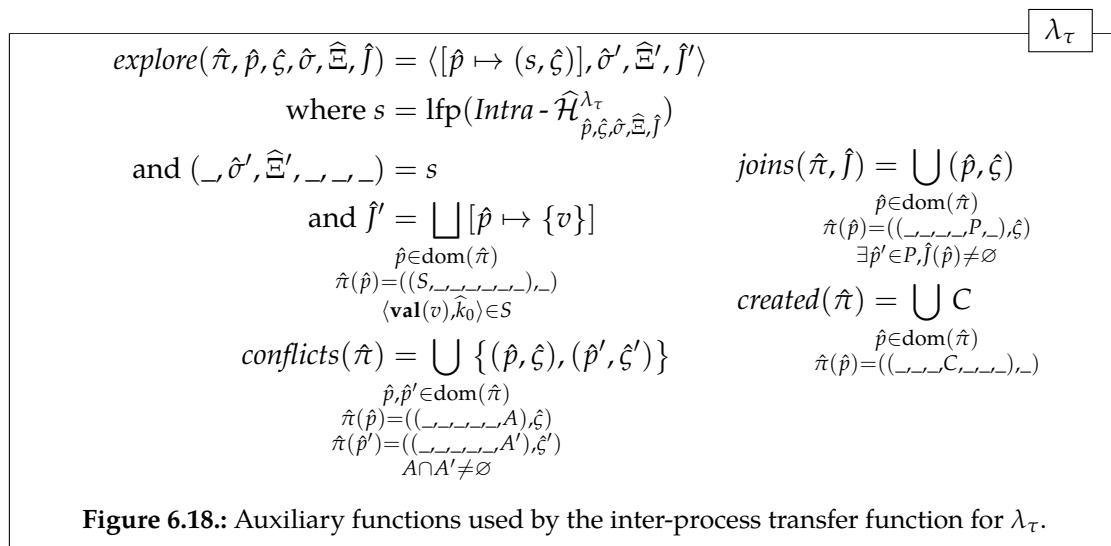 λ_τ
explore(π̂, p̂, ς̂, σ̂, Ξ̂, Ĵ) = ⟨[p̂ ↦ (s, ς̂)], σ̂′, Ξ̂′, Ĵ′⟩
where s = lfp(Intra - Ĥ^{λ_τ}_{p̂,ς̂,σ̂,Ξ̂,Ĵ})
and (_, σ̂′, Ξ̂′, _, _, _) = s
and Ĵ′ = ⨆ [p̂ ↦ {v}]
p̂∈dom(π̂)
π̂(p̂)=((S,_,_,_,_,_,_),_)
⟨val(v),k̂₀⟩∈S
conflicts(π̂) = ⋃ {(p̂, ς̂), (p̂′, ς̂′)}
p̂,p̂′∈dom(π̂)
π̂(p̂)=((_,_,_,_,_,A),ς̂)
π̂(p̂′)=((_,_,_,_,_,A′),ς̂′)
A∩A′≠∅
joins(π̂, Ĵ) = ⋃ (p̂, ς̂)
p̂∈dom(π̂)
π̂(p̂)=((_,_,_,_,P,_),ς̂)
∃p̂′∈P,Ĵ(p̂)≠∅
created(π̂) = ⋃ C
p̂∈dom(π̂)
π̂(p̂)=((_,_,_,C,_,_,_),_)
Figure 6.18.: Auxiliary functions used by the inter-process transfer function for λ_τ.